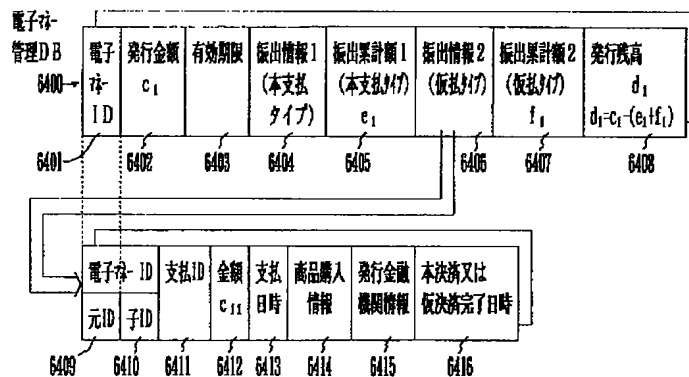 電子マネー
管理DB
6400
電子
マネー
ID
発行金額
c₁
有効期限
振出情報1
(本支払
タイプ)
振出累計額1
(本支払タイプ)
e₁
振出情報2
(仮払タイプ)
振出累計額2
(仮払タイプ)
f₁
発行残高
d₁
d₁=c₁-(e₁+f₁)
6401
6402
6403
6404
6405
6406
6407
6408
電子マネー ID
元ID
子ID
支払ID
金額
c₁₁
支払
日時
商品購入
情報
発行金融
機関情報
本決済又は
仮決済完了日時
6409
6410
6411
6412
6413
6414
6415
6416